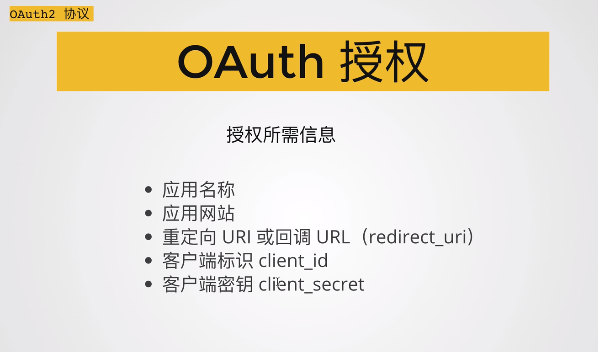 OAuth2 协议
OAuth 授权
授权所需信息
• 应用名称
• 应用网站
• 重定向 URI 或回调 URL（redirect_uri）
• 客户端标识 client_id
• 客户端密钥 client_secret